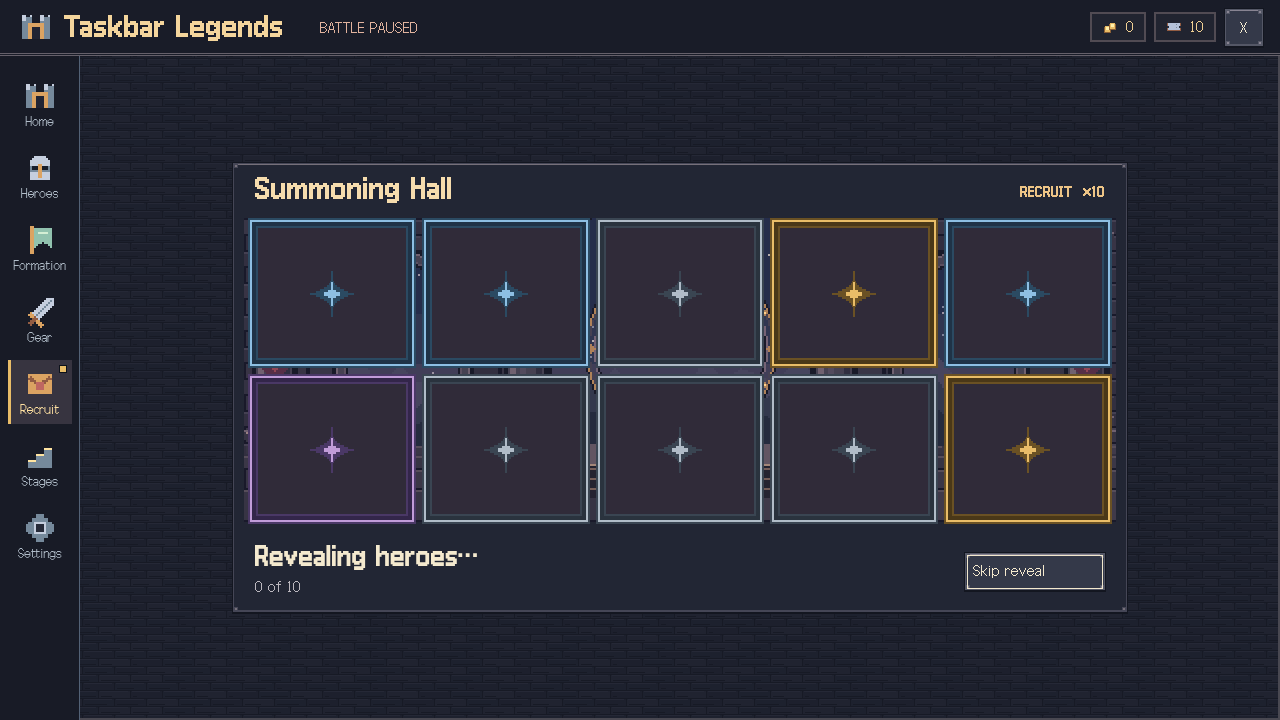 Taskbar Legends
BATTLE PAUSED
0
10
X
Home
Heroes
Formation
Gear
Recruit
Stages
Settings
Summoning Hall
RECRUIT ×10
Revealing heroes…
0 of 10
Skip reveal